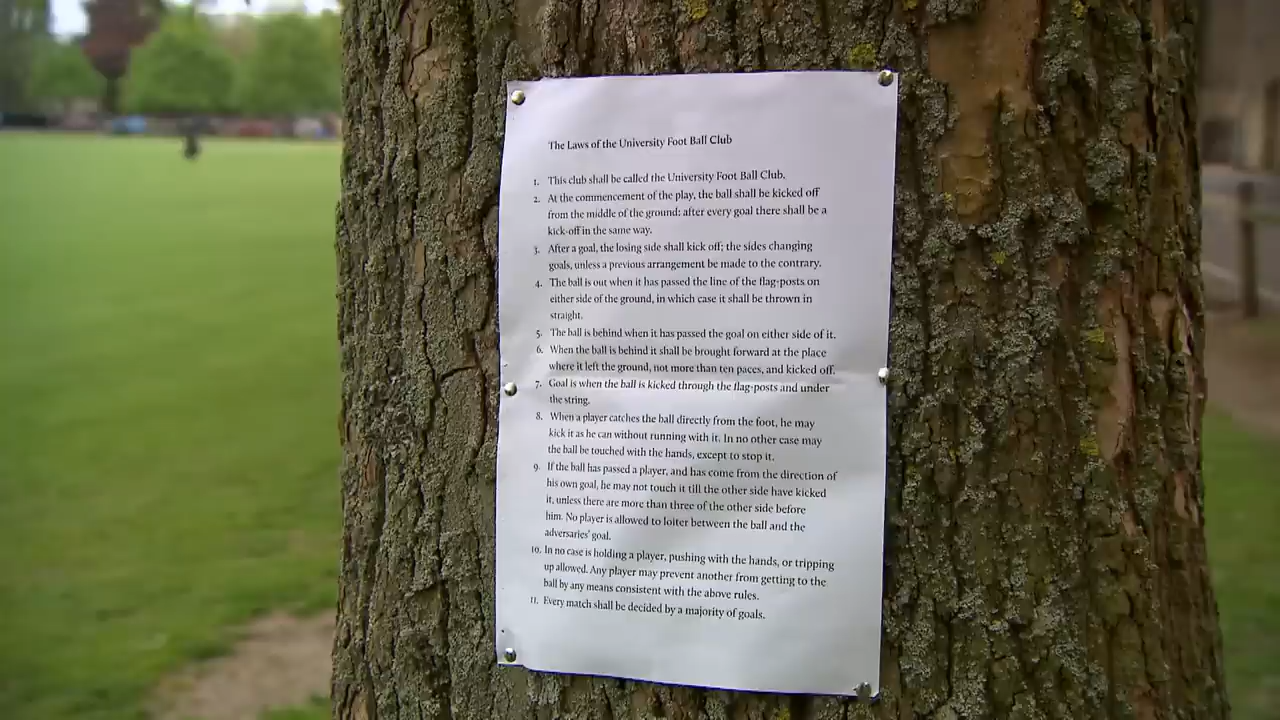 The Laws of the University Foot Ball Club
1. This club shall be called the University Foot Ball Club.
2. At the commencement of the play, the ball shall be kicked off
from the middle of the ground: after every goal there shall be a
kick-off in the same way.
3. After a goal, the losing side shall kick off; the sides changing
goals, unless a previous arrangement be made to the contrary.
4. The ball is out when it has passed the line of the flag-posts on
either side of the ground, in which case it shall be thrown in
straight.
5. The ball is behind when it has passed the goal on either side of it.
6. When the ball is behind it shall be brought forward at the place
where it left the ground, not more than ten paces, and kicked off.
7. Goal is when the ball is kicked through the flag-posts and under
the string.
8. When a player catches the ball directly from the foot, he may
kick it as he can without running with it. In no other case may
the ball be touched with the hands, except to stop it.
9. If the ball has passed a player, and has come from the direction of
his own goal, he may not touch it till the other side have kicked
it, unless there are more than three of the other side before
him. No player is allowed to loiter between the ball and the
adversaries' goal.
10. In no case is holding a player, pushing with the hands, or tripping
up allowed. Any player may prevent another from getting to the
ball by any means consistent with the above rules.
11. Every match shall be decided by a majority of goals.